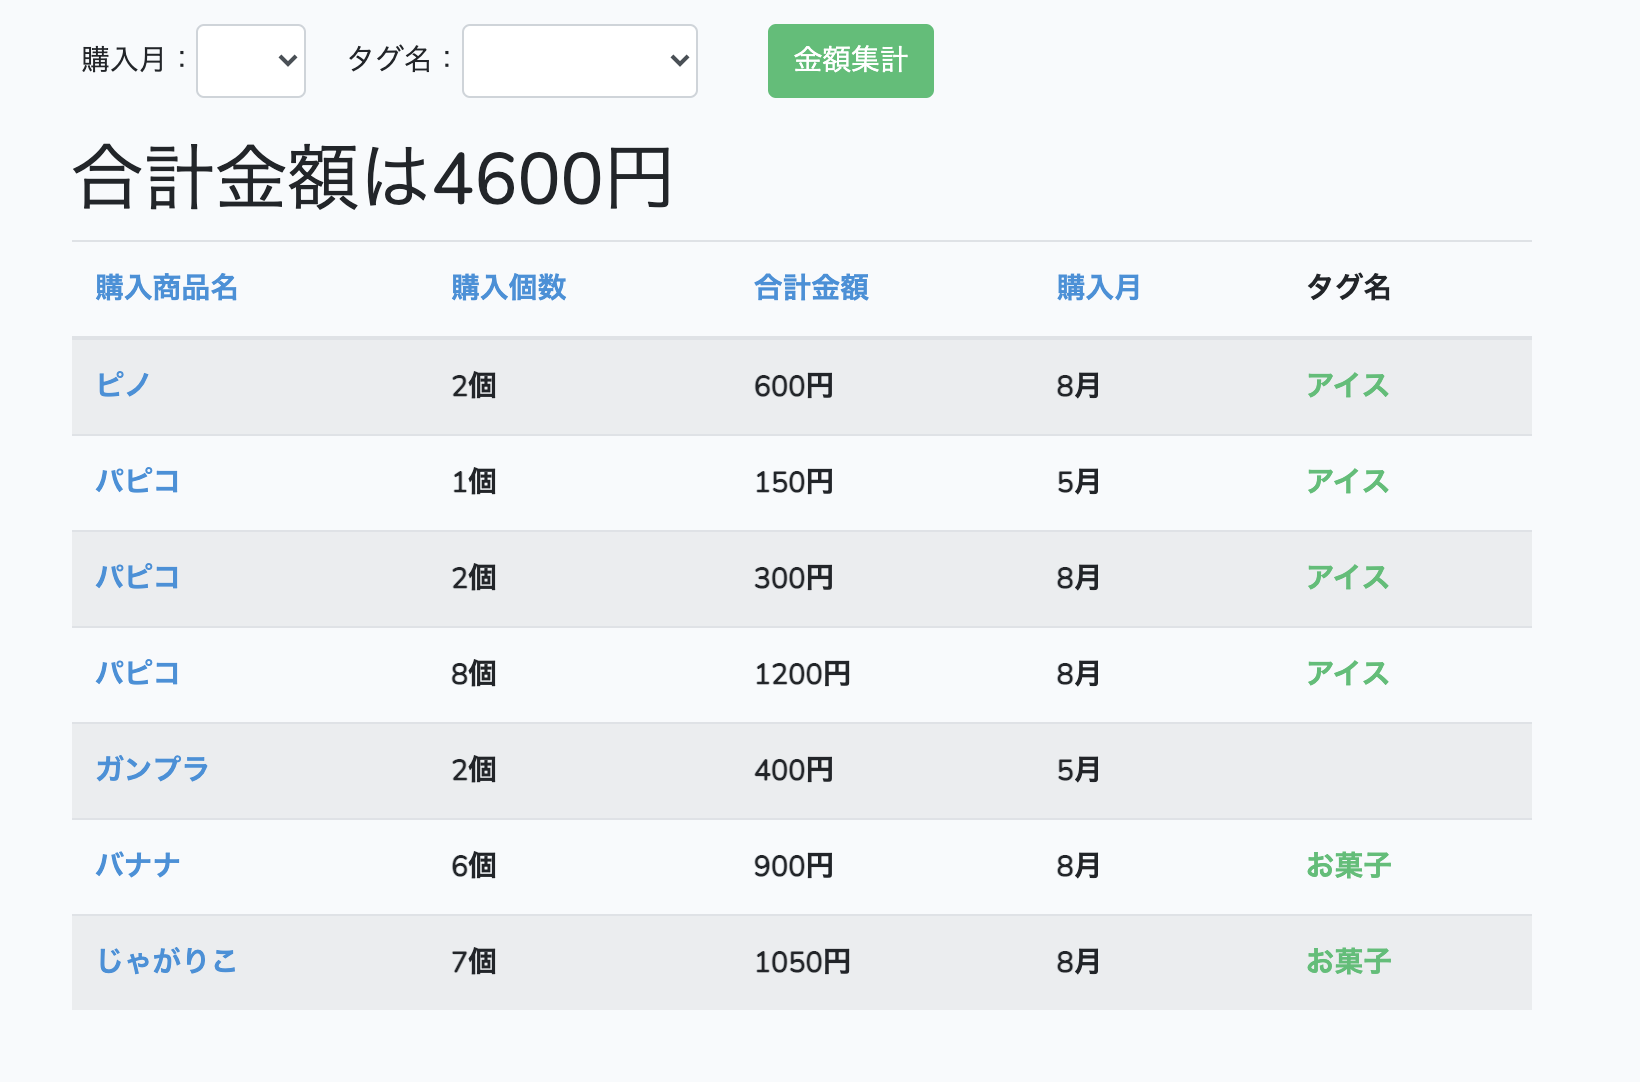 購入月： タグ名： 金額集計
合計金額は4600円
購入商品名 購入個数 合計金額 購入月 タグ名
ピノ 2個 600円 8月 アイス
パピコ 1個 150円 5月 アイス
パピコ 2個 300円 8月 アイス
パピコ 8個 1200円 8月 アイス
ガンプラ 2個 400円 5月
バナナ 6個 900円 8月 お菓子
じゃがりこ 7個 1050円 8月 お菓子